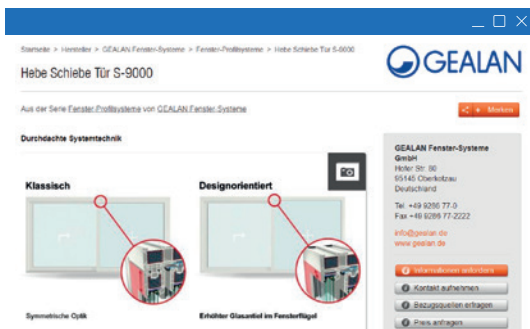 Startseite > Hersteller > GEALAN Fenster-Systeme > Fenster-Profilsysteme > Hebe Schiebe Tür S-9000
GEALAN
Hebe Schiebe Tür S-9000
Aus der Serie Fenster-Profilsysteme von GEALAN Fenster-Systeme
+ Merken
Durchdachte Systemtechnik
Klassisch
Designorientiert
Symmetrische Optik
Erhöhter Glasanteil im Fensterflügel
GEALAN Fenster-Systeme
GmbH
Hofer Str. 80
95145 Oberkotzau
Deutschland
Tel. +49 9286 77-0
Fax +49 9286 77-2222
info@gealan.de
www.gealan.de
Informationen anfordern
Kontakt aufnehmen
Bezugsquellen erfragen
Preis anfragen